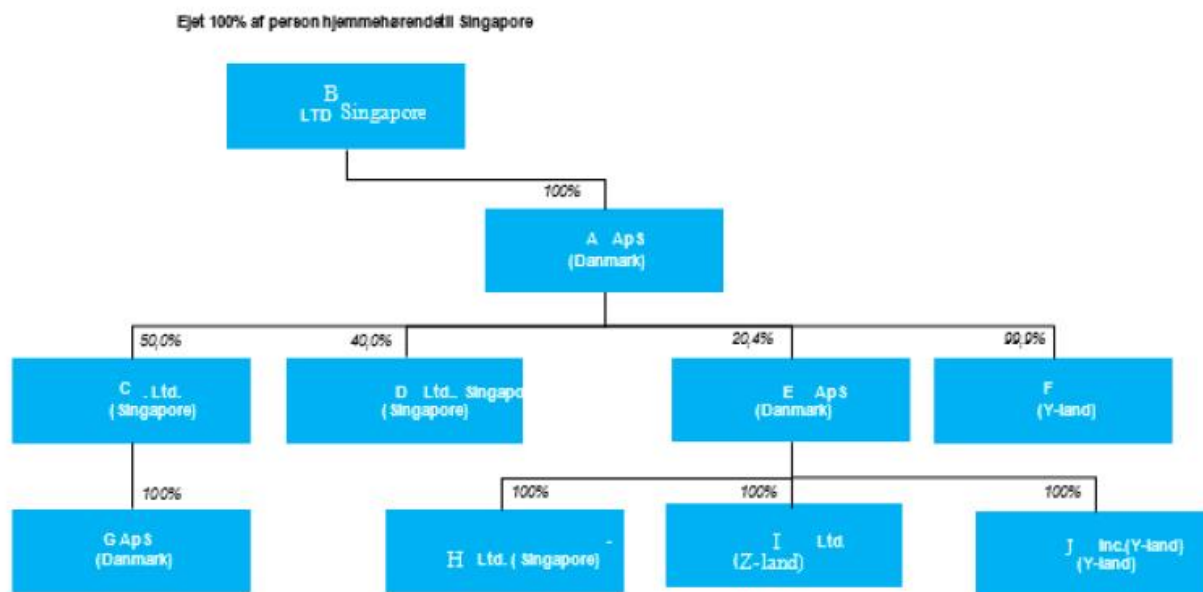 Ejet 100% af person hjemmehørendetil Singapore
B
LTD Singapore
100%
A ApS
(Danmark)
50,0%
40,0%
20,4%
99,9%
C . Ltd.
(Singapore)
D Ltd.. Singapo
(Singapore)
E ApS
(Danmark)
F
(Y-land)
100%
100%
100%
100%
G ApS
(Danmark)
H Ltd. (Singapore)
I Ltd.
(Z-land)
J Inc.(Y-land)
(Y-land)